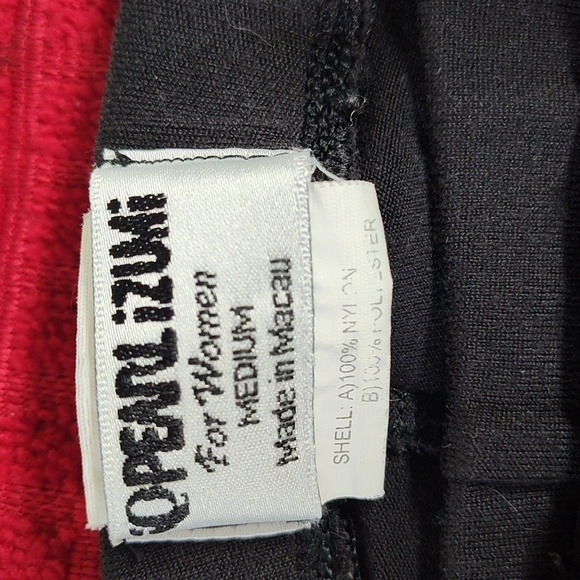 PEARL iZUMi
For Women
MEDIUM
Made in Macau
SHELL: A)100% NYLON
B)100% POLYESTER